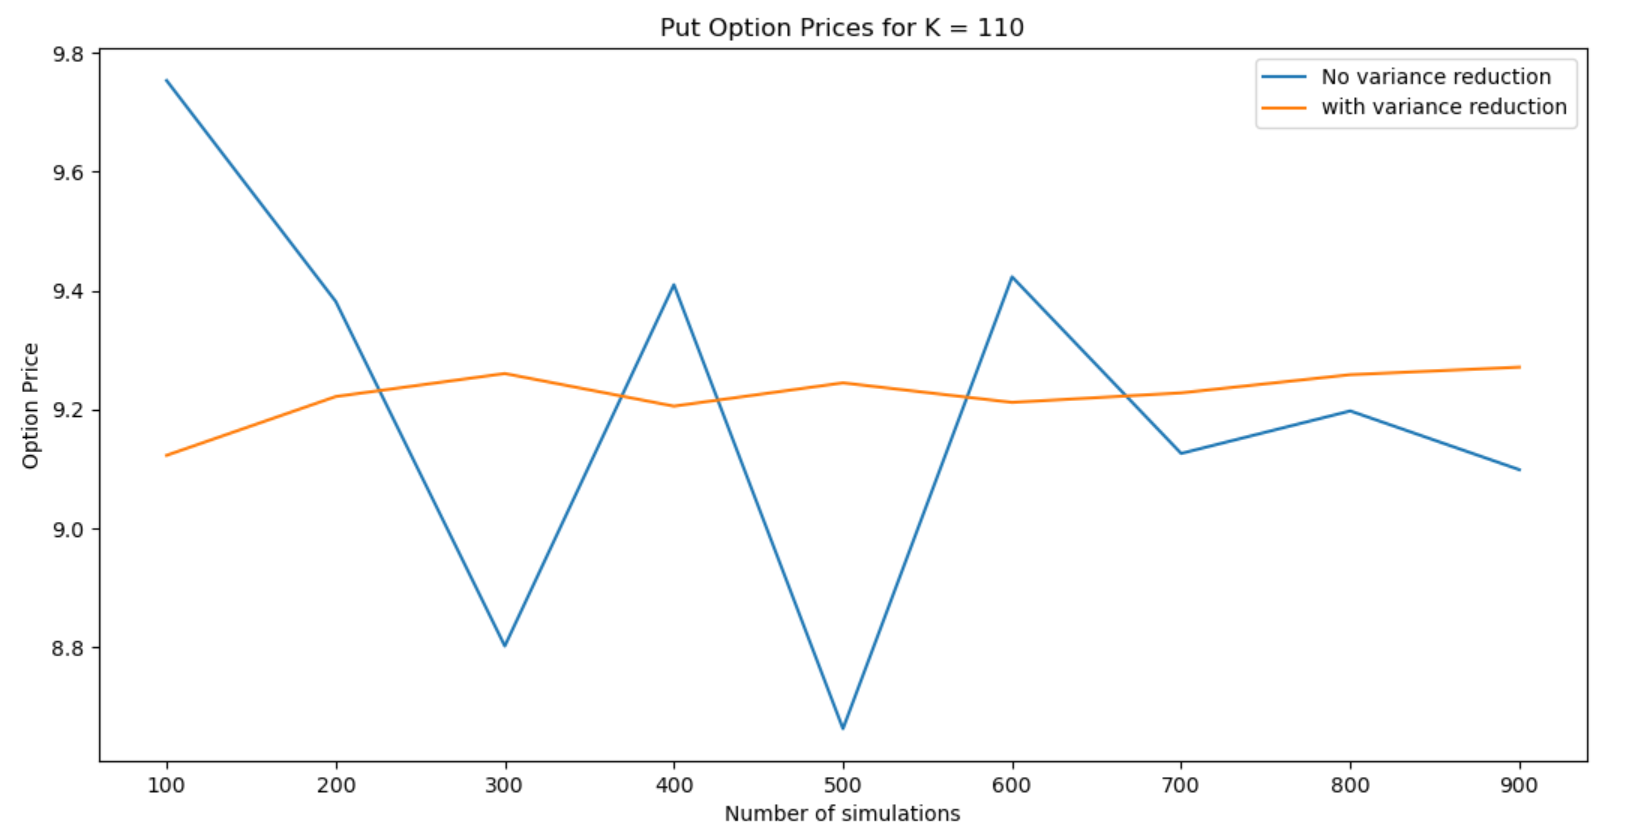 Put Option Prices for K = 110
No variance reduction
with variance reduction
9.8
9.6
9.4
9.2
9.0
8.8
Option Price
100 200 300 400 500 600 700 800 900
Number of simulations